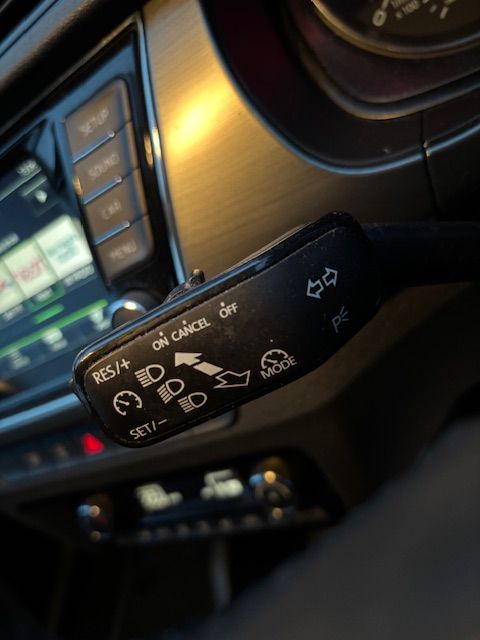 SETUP
SOUND
CAR
MENU
ON CANCEL OFF
RES/+
MODE
SET/-
P